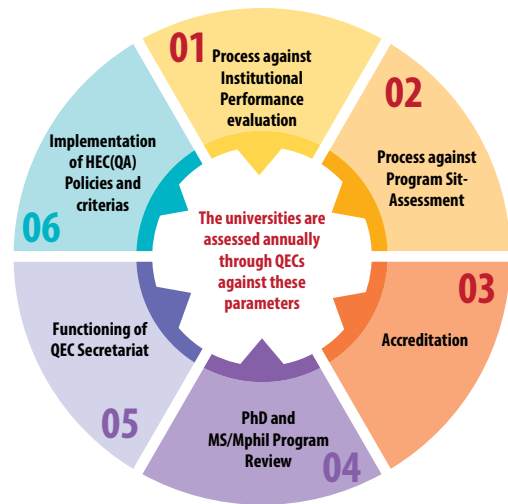 01
Process against
Institutional
Performance
evaluation
02
Process against
Program Sit-
Assessment
03
Accreditation
PhD and
MS/Mphil Program
Review
04
Functioning of
QEC Secretariat
05
Implementation
of HEC(QA)
Policies and
criterias
06
The universities are
assessed annually
through QECs
against these
parameters